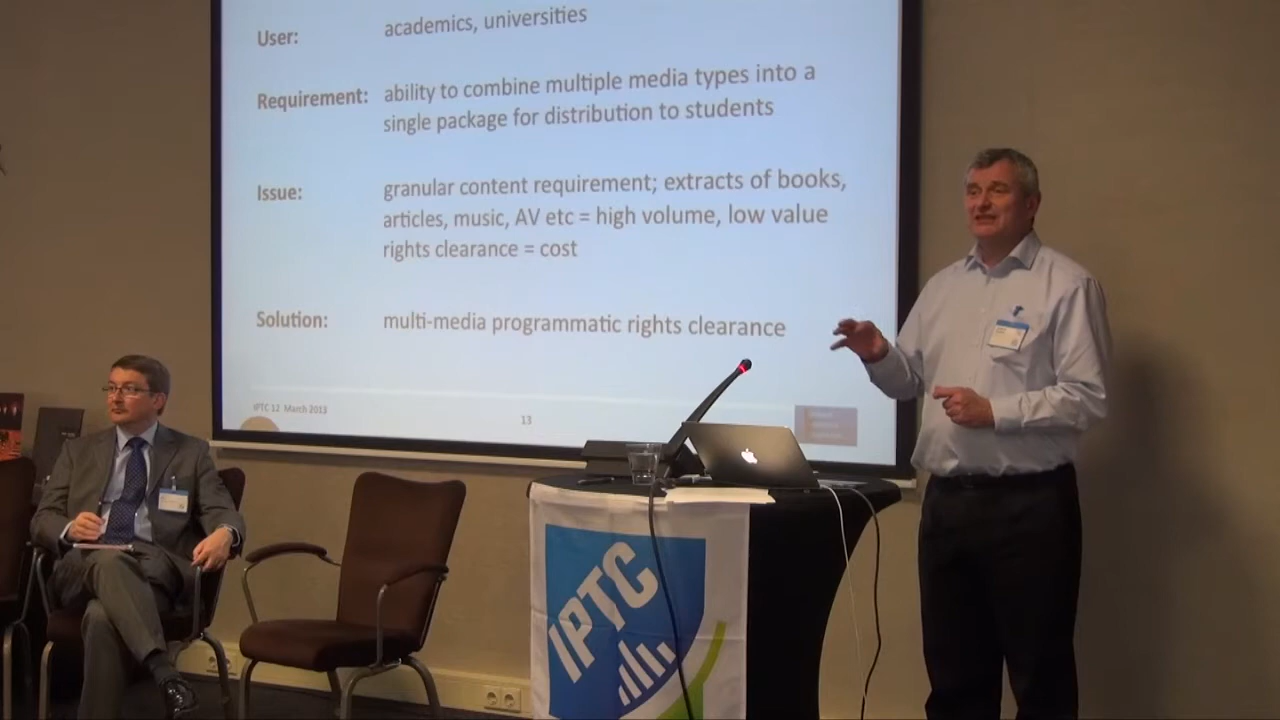 User:
academics, universities
Requirement:
ability to combine multiple media types into a
single package for distribution to students
Issue:
granular content requirement; extracts of books,
articles, music, AV etc = high volume, low value
rights clearance = cost
Solution:
multi-media programmatic rights clearance
IPTC 12 March 2013
13
IPTC